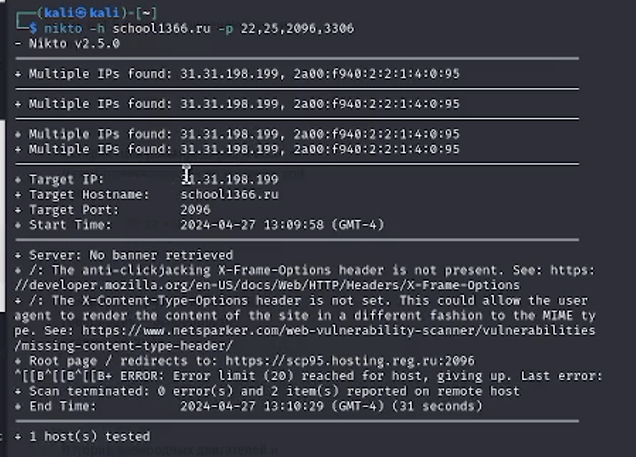 (kali㉿kali)-[~]
$ nikto -h school1366.ru -p 22,25,2096,3306
- Nikto v2.5.0
+ Multiple IPs found: 31.31.198.199, 2a00:f940:2:2:1:4:0:95
+ Multiple IPs found: 31.31.198.199, 2a00:f940:2:2:1:4:0:95
+ Multiple IPs found: 31.31.198.199, 2a00:f940:2:2:1:4:0:95
+ Multiple IPs found: 31.31.198.199, 2a00:f940:2:2:1:4:0:95
+ Target IP: 31.31.198.199
+ Target Hostname: school1366.ru
+ Target Port: 2096
+ Start Time: 2024-04-27 13:09:58 (GMT-4)
+ Server: No banner retrieved
+ /: The anti-clickjacking X-Frame-Options header is not present. See: https:
//developer.mozilla.org/en-US/docs/Web/HTTP/Headers/X-Frame-Options
+ /: The X-Content-Type-Options header is not set. This could allow the user
agent to render the content of the site in a different fashion to the MIME ty
pe. See: https://www.netsparker.com/web-vulnerability-scanner/vulnerabilities
/missing-content-type-header/
+ Root page / redirects to: https://scp95.hosting.reg.ru:2096
^[[B^[[B^[[B+ ERROR: Error limit (20) reached for host, giving up. Last error:
+ Scan terminated: 0 error(s) and 2 item(s) reported on remote host
+ End Time: 2024-04-27 13:10:29 (GMT-4) (31 seconds)
+ 1 host(s) tested